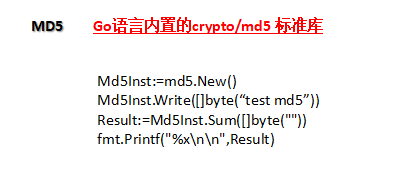 MD5 Go语言内置的crypto/md5 标准库
Md5Inst:=md5.New()
Md5Inst.Write([]byte(“test md5”))
Result:=Md5Inst.Sum([]byte(""))
fmt.Printf("%x\n\n",Result)